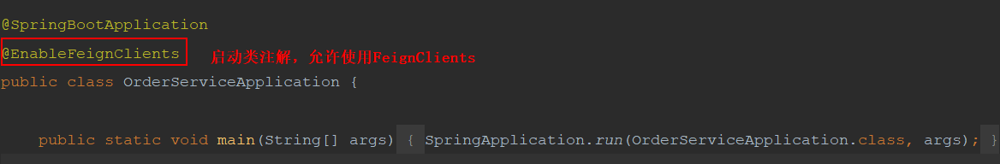 @SpringBootApplication
@EnableFeignClients 启动类注解，允许使用FeignClients
public class OrderServiceApplication {
public static void main(String[] args) { SpringApplication.run(OrderServiceApplication.class, args); }